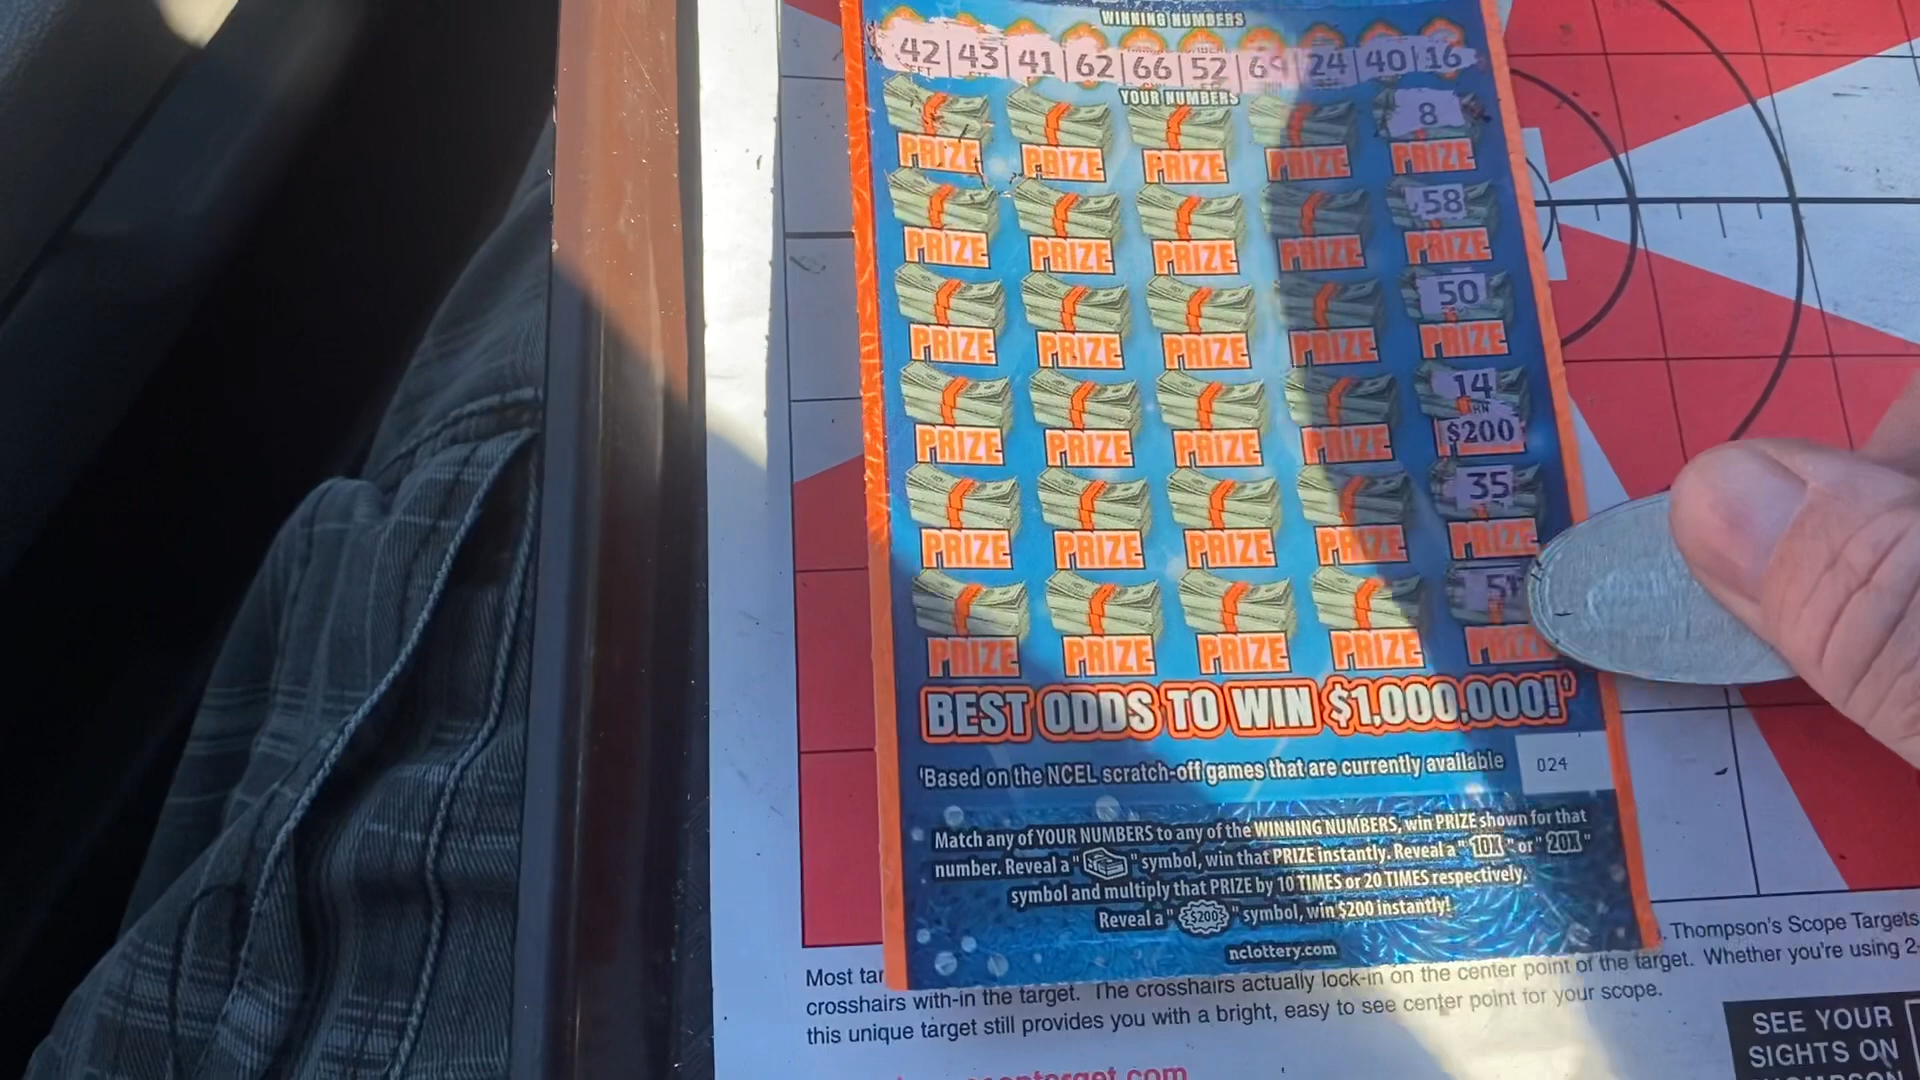 WINNING NUMBERS
42 43 41 62 66 52 24 40 16
YOUR NUMBERS
8
PRIZE PRIZE PRIZE PRIZE PRIZE
58
PRIZE PRIZE PRIZE PRIZE PRIZE
50
PRIZE PRIZE PRIZE PRIZE PRIZE
14
PRIZE PRIZE PRIZE PRIZE $200
35
PRIZE PRIZE PRIZE PRIZE PRIZE
PRIZE PRIZE PRIZE PRIZE PRIZE
BEST ODDS TO WIN $1,000,000!
Based on the NCEL scratch-off games that are currently available
024
Match any of YOUR NUMBERS to any of the WINNING NUMBERS, win PRIZE shown for that
number. Reveal a " " symbol, win that PRIZE instantly. Reveal a "10X" or "20X"
symbol and multiply that PRIZE by 10 TIMES or 20 TIMES respectively.
Reveal a "$200" symbol, win $200 instantly!
nclottery.com
Thompson's Scope Targets
Most
crosshairs with-in the target. The crosshairs actually lock-in on the center point of the target. Whether you're using 2-
this unique target still provides you with a bright, easy to see center point for your scope.
SEE YOUR
SIGHTS ON